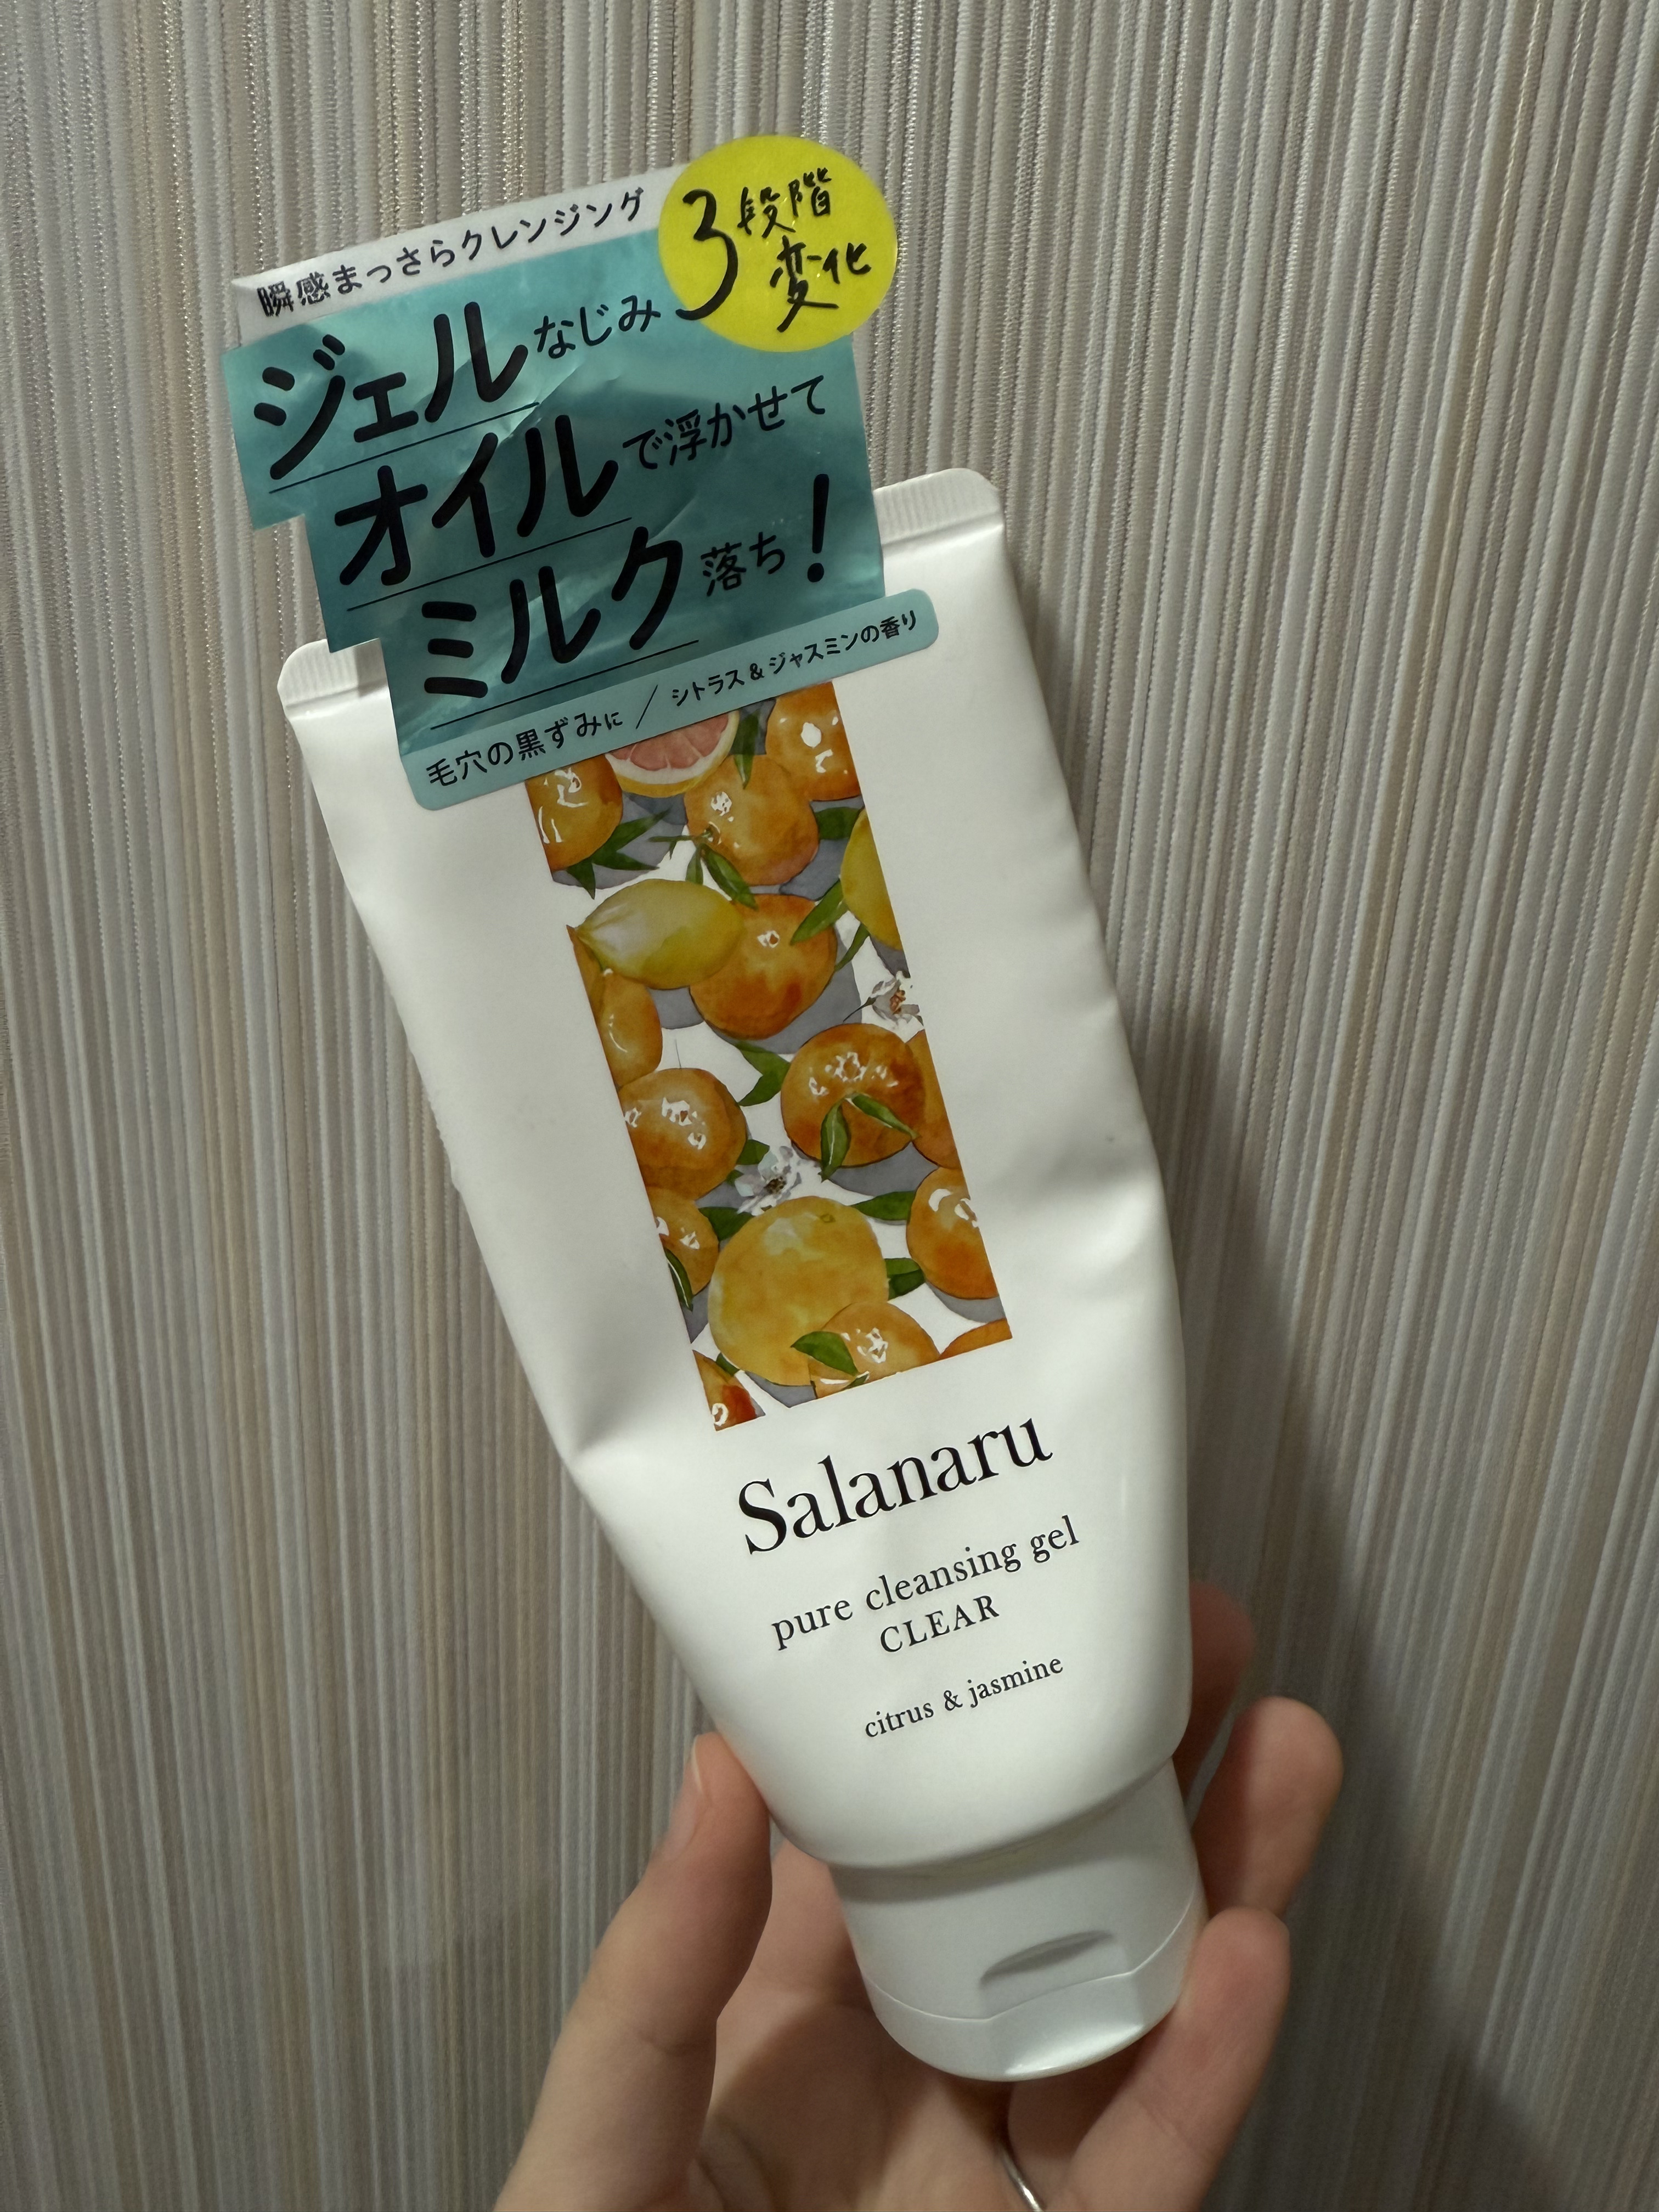 瞬感まっさらクレンジング
3段階
変化
ジェルなじみ
オイルで浮かせて
ミルク落ち!
毛穴の黒ずみに / シトラス&ジャスミンの香り
Salanaru
pure cleansing gel
CLEAR
citrus & jasmine